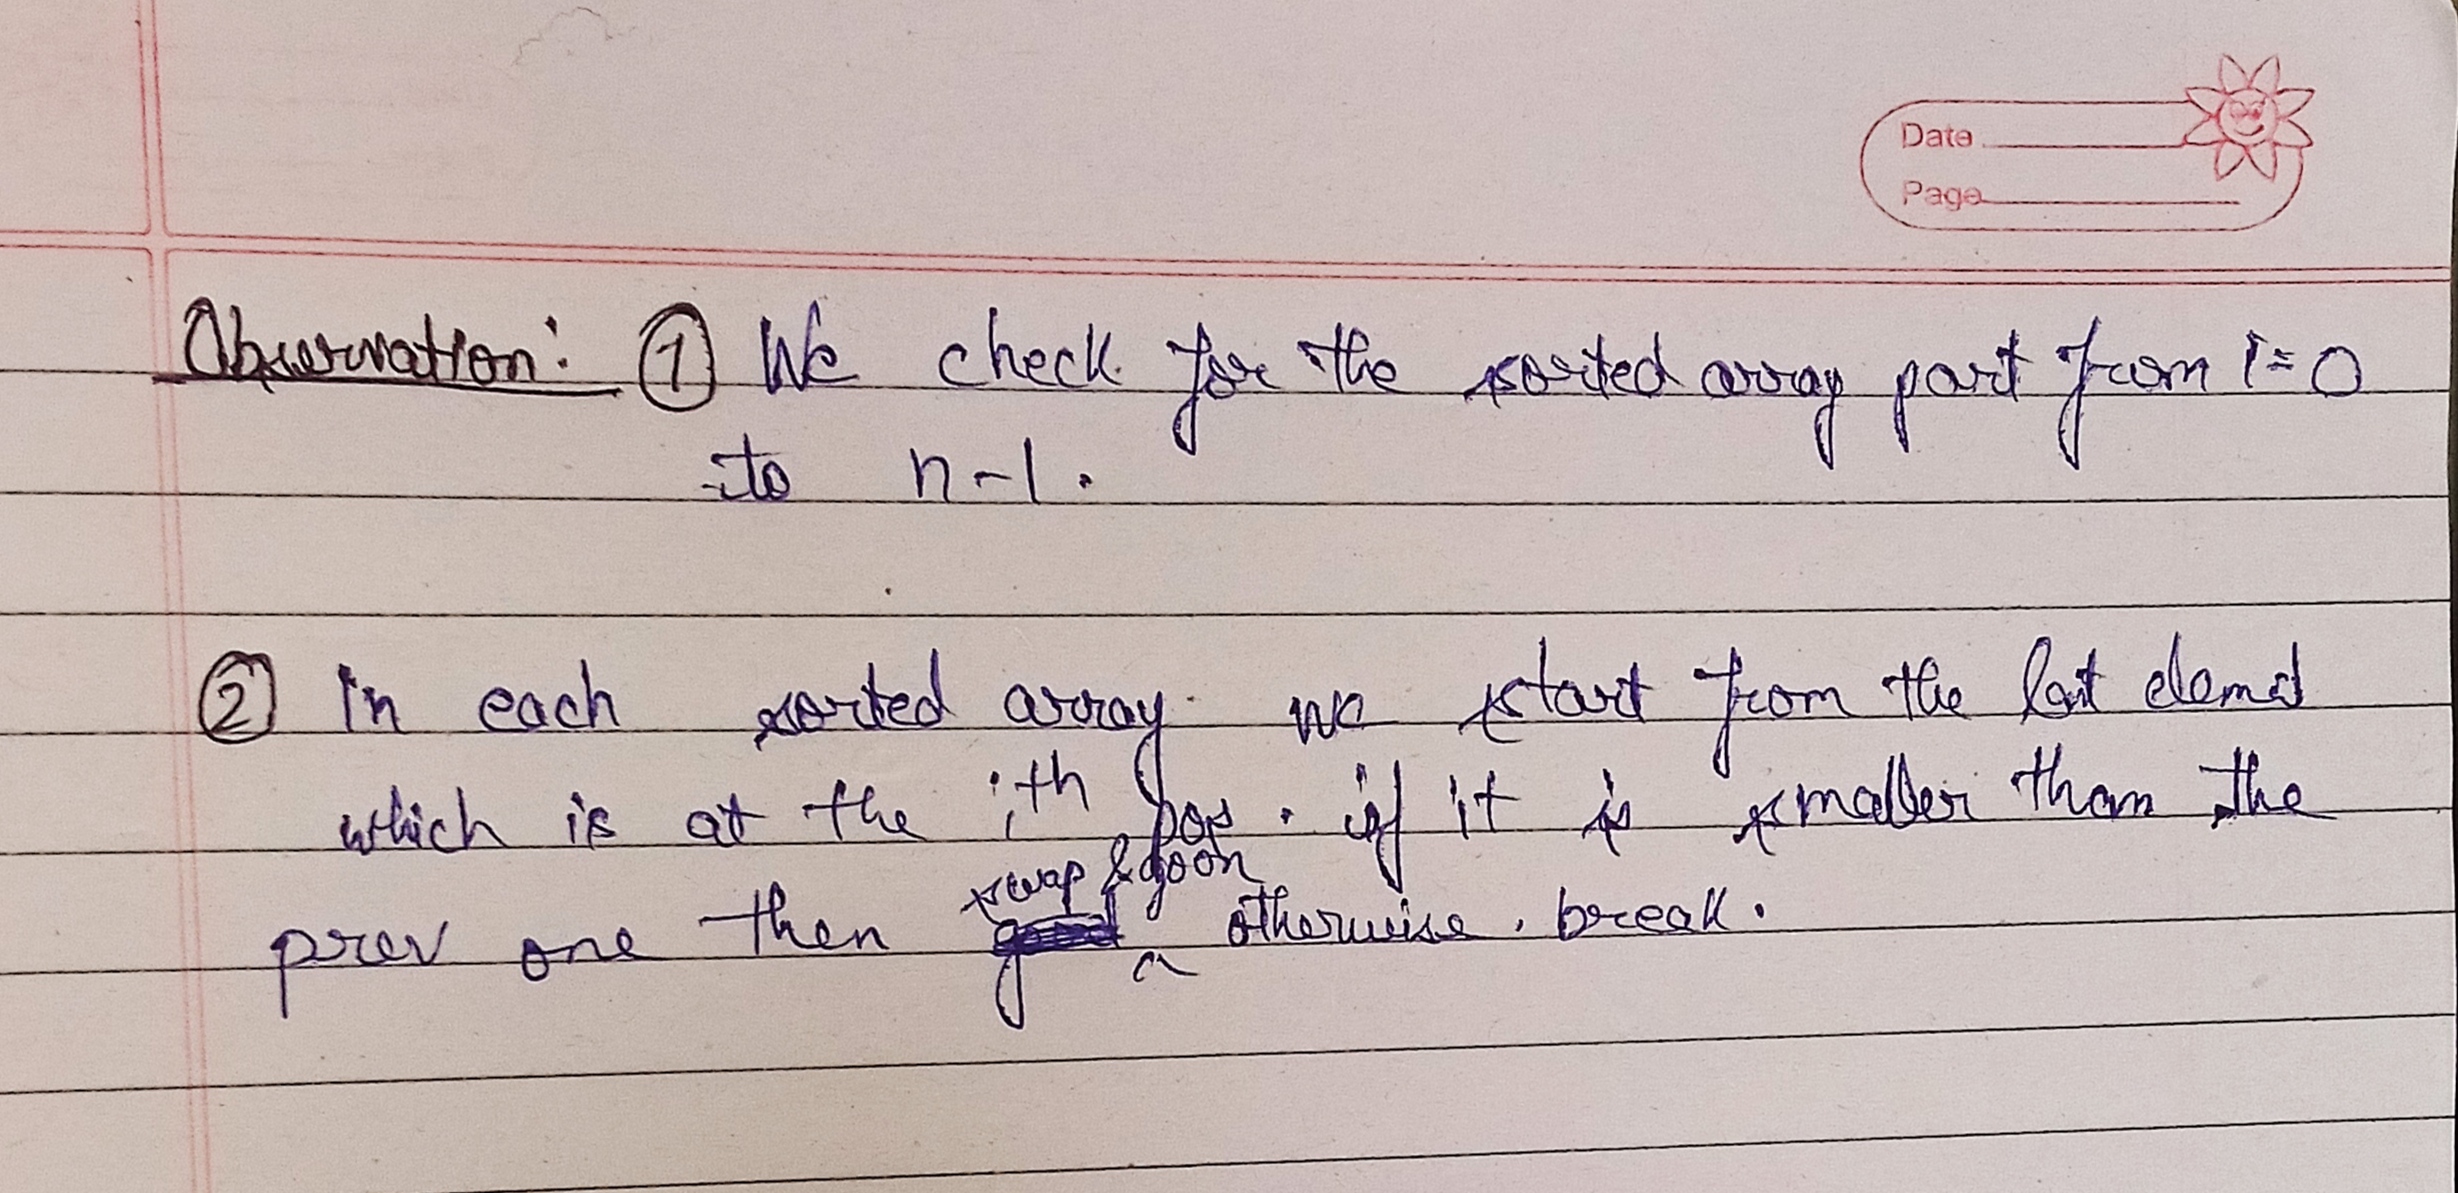 Date
Page
Observation: ① We check for the sorted array part from i=0
to n-1.
② In each sorted array we start from the last elemet
which is at the ith pos. if it is smaller than the
swap & go on
prev one then otherwise, break.